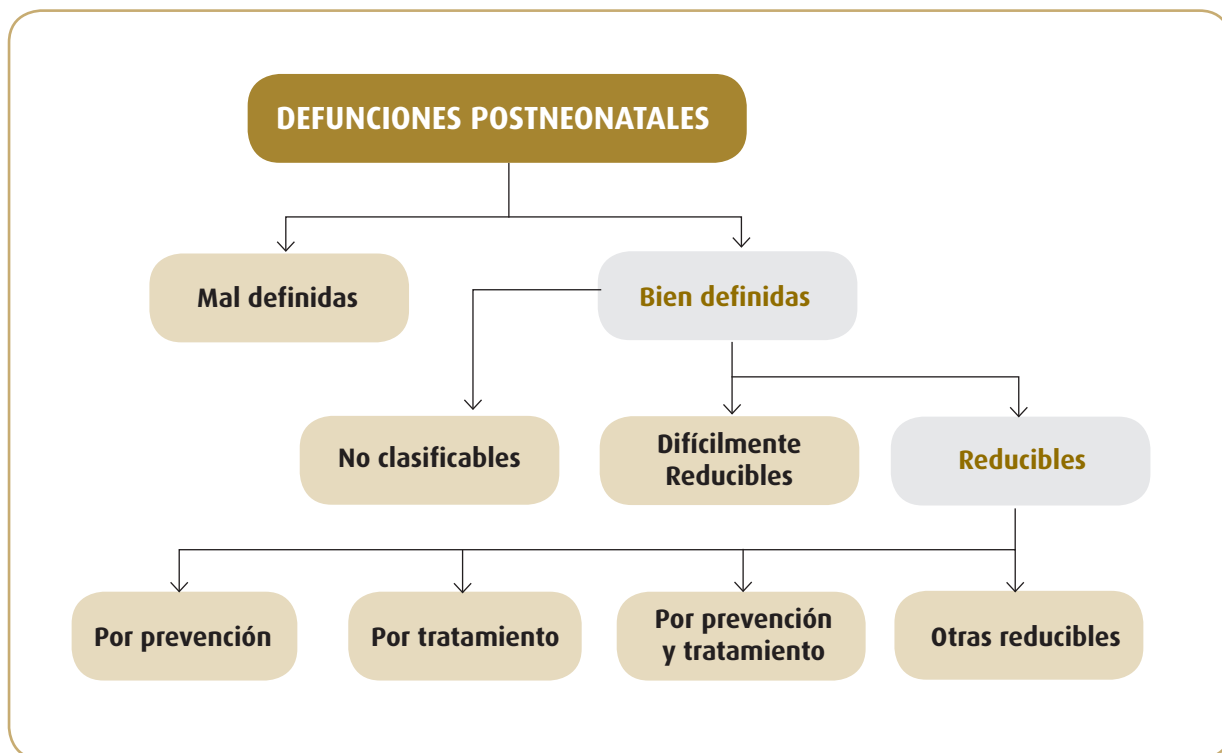 DEFUNCIONES POSTNEONATALES
Mal definidas
Bien definidas
No clasificables
Difícilmente
Reducibles
Reducibles
Por prevención
Por tratamiento
Por prevención
y tratamiento
Otras reducibles